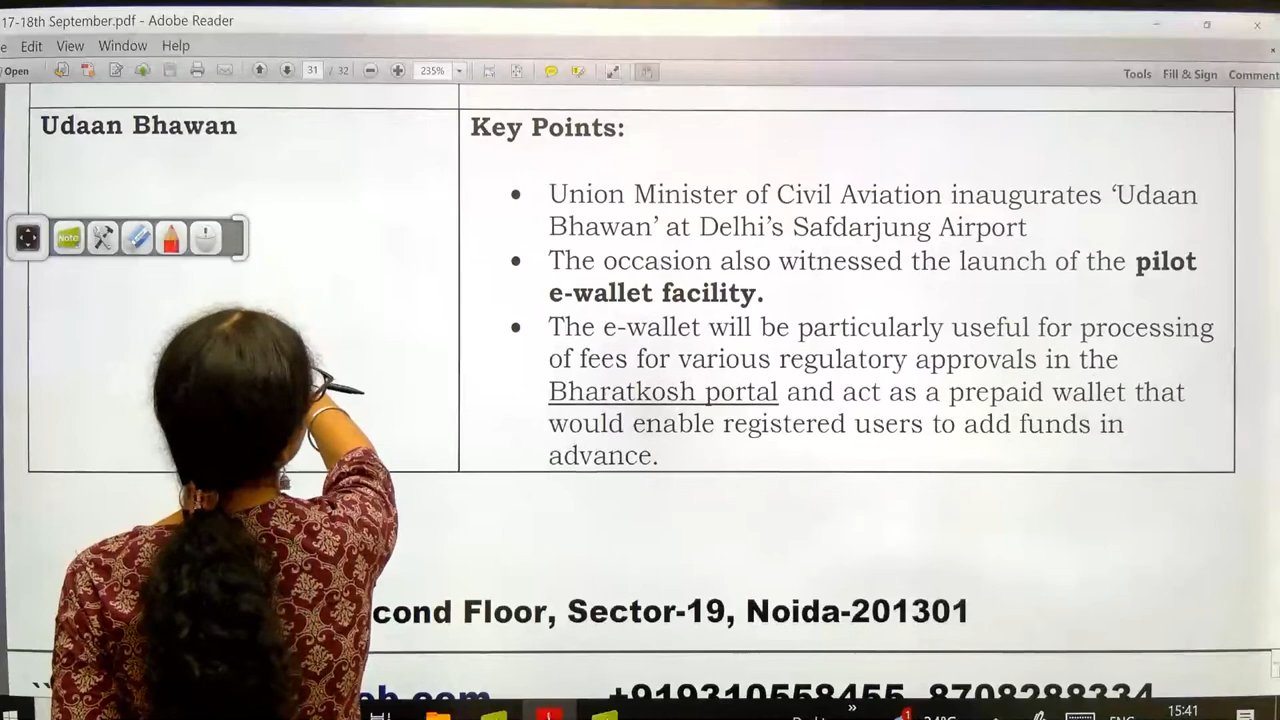 17-18th September.pdf - Adobe Reader
Edit View Window Help
Open 31 / 32 235% Tools Fill & Sign Comment
Udaan Bhawan
Key Points:
• Union Minister of Civil Aviation inaugurates ‘Udaan
Bhawan’ at Delhi’s Safdarjung Airport
• The occasion also witnessed the launch of the pilot
e-wallet facility.
• The e-wallet will be particularly useful for processing
of fees for various regulatory approvals in the
Bharatkosh portal and act as a prepaid wallet that
would enable registered users to add funds in
advance.
Note
cond Floor, Sector-19, Noida-201301
+919310558455, 8708288334
15:41